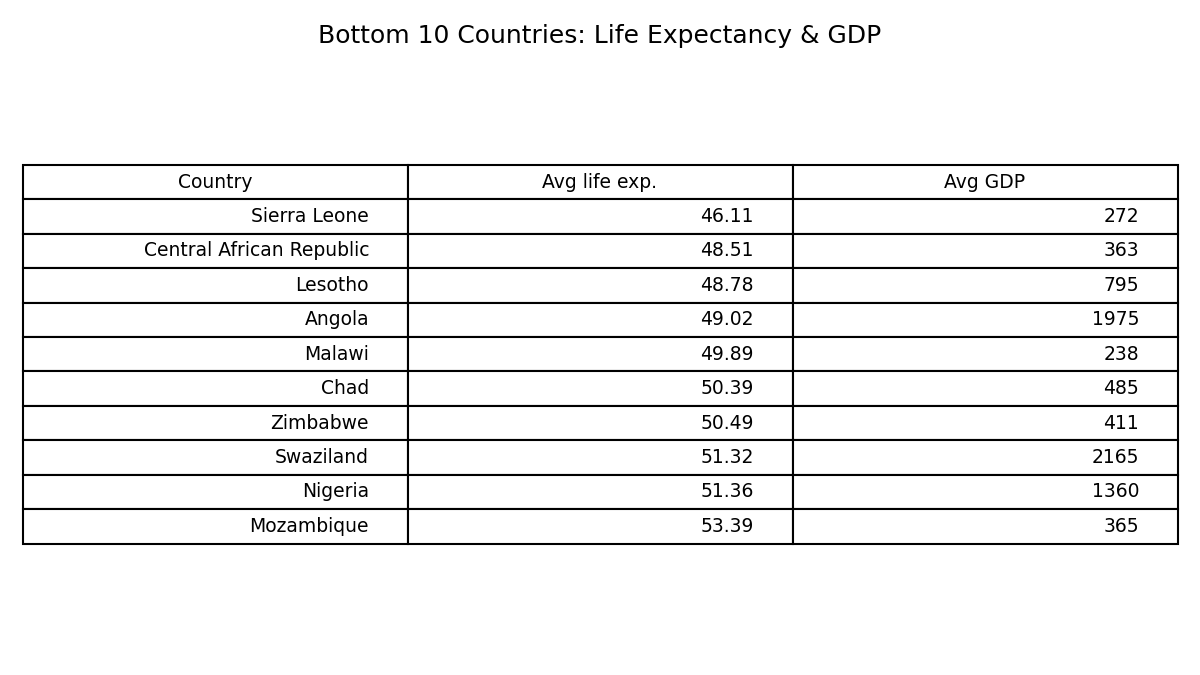 Bottom 10 Countries: Life Expectancy & GDP
Country Avg life exp. Avg GDP
Sierra Leone 46.11 272
Central African Republic 48.51 363
Lesotho 48.78 795
Angola 49.02 1975
Malawi 49.89 238
Chad 50.39 485
Zimbabwe 50.49 411
Swaziland 51.32 2165
Nigeria 51.36 1360
Mozambique 53.39 365